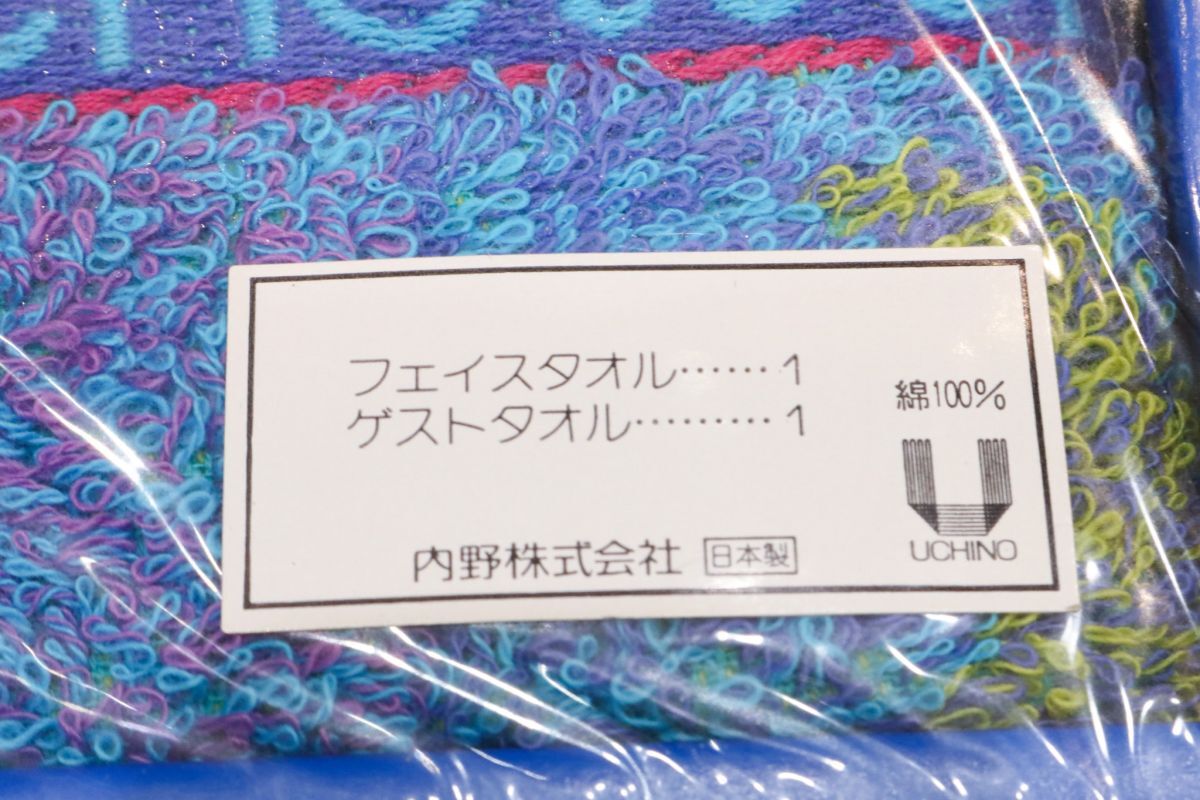 フェイスタオル……1
ゲストタオル………1
綿100%
UCHINO
内野株式会社 日本製